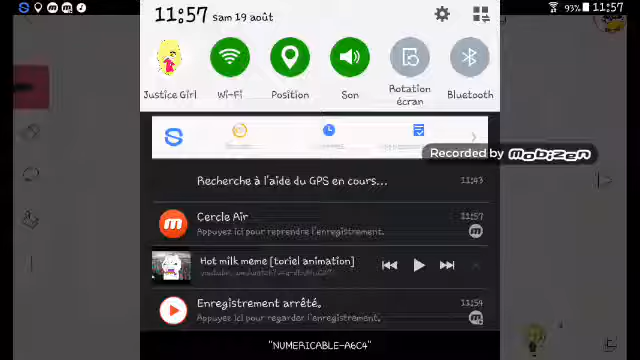 11:57 sam 19 août
93% 11:57
Justice Girl
Wi-Fi
Position
Son
Rotation écran
Bluetooth
Recorded by mobizen
Recherche à l'aide du GPS en cours... 11:43
Cercle Air 11:57
Appuyez ici pour reprendre l'enregistrement.
Hot milk meme [toriel animation]
Enregistrement arrêté. 11:54
Appuyez ici pour regarder l'enregistrement.
"NUMERICABLE-A6C4"